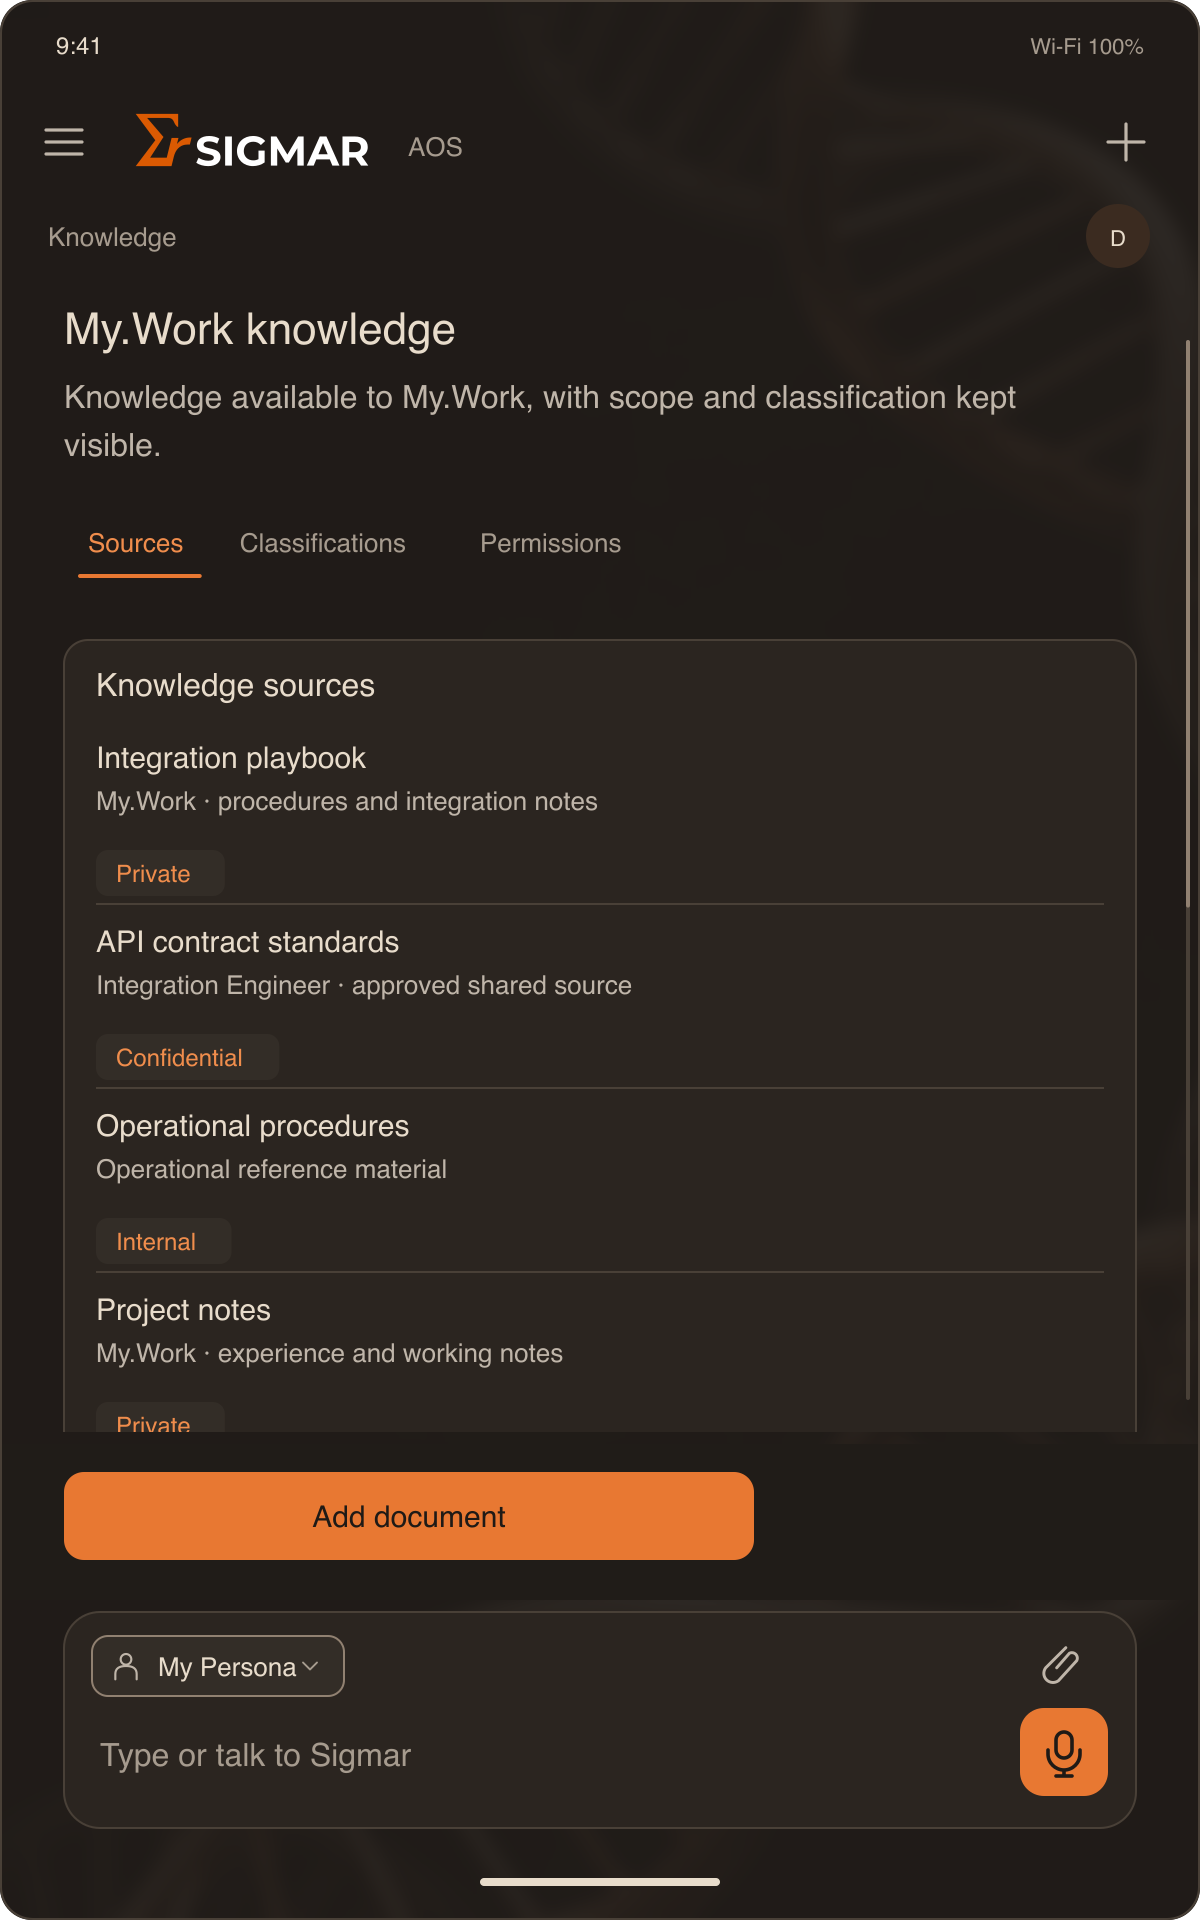 9:41
Wi-Fi 100%
Σr SIGMAR AOS
Knowledge
D
My.Work knowledge
Knowledge available to My.Work, with scope and classification kept
visible.
Sources Classifications Permissions
Knowledge sources
Integration playbook
My.Work · procedures and integration notes
Private
API contract standards
Integration Engineer · approved shared source
Confidential
Operational procedures
Operational reference material
Internal
Project notes
My.Work · experience and working notes
Private
Add document
My Persona
Type or talk to Sigmar